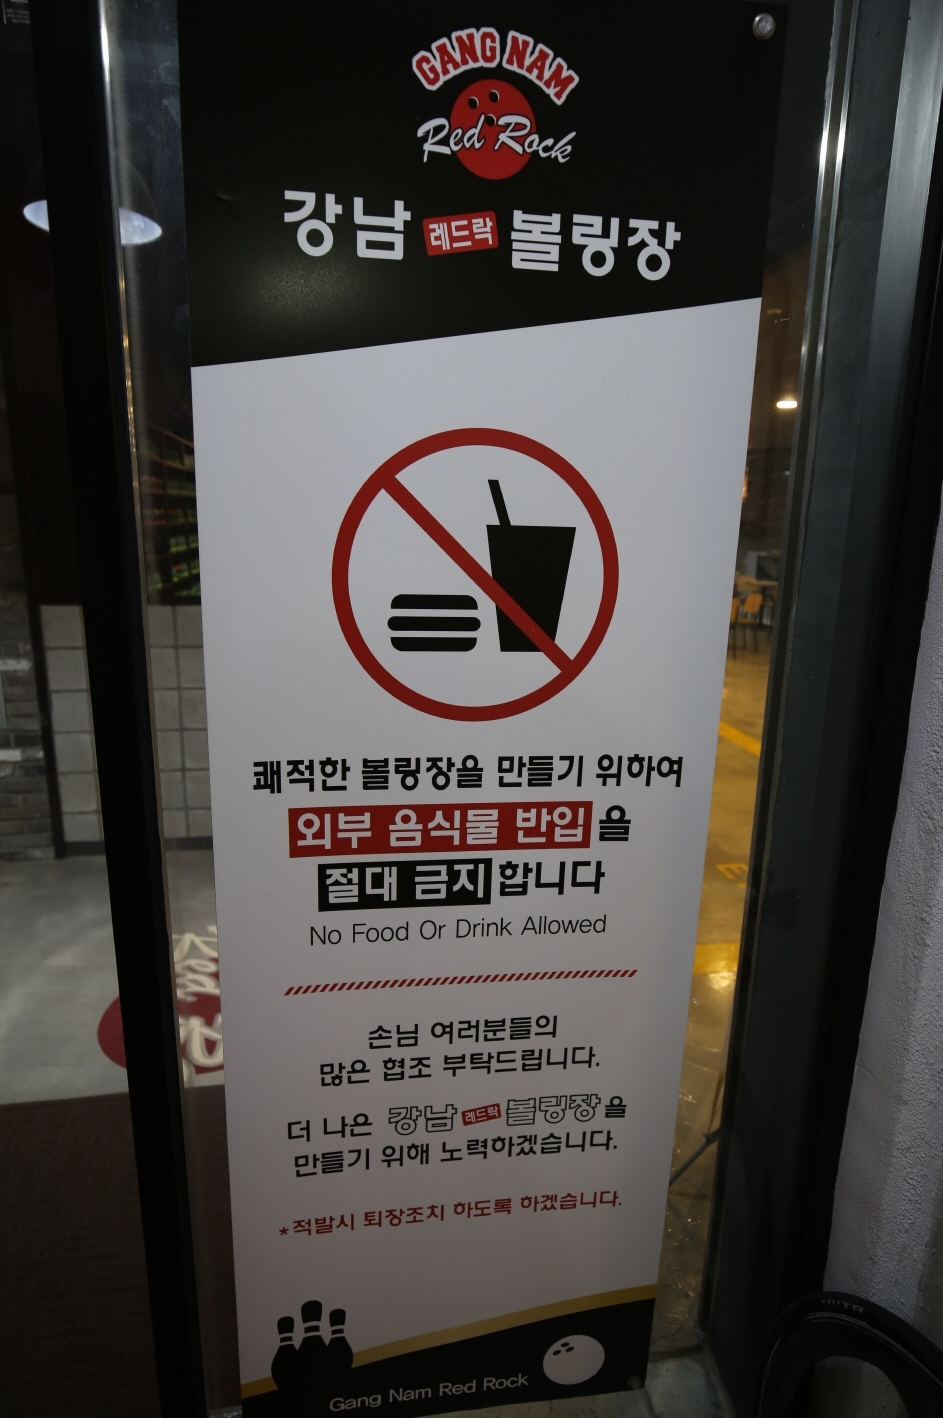 GANG NAM
Red Rock
강남 레드락 볼링장
쾌적한 볼링장을 만들기 위하여
외부 음식물 반입을
절대 금지합니다
No Food Or Drink Allowed
손님 여러분들의
많은 협조 부탁드립니다.
더 나은 강남 레드락 볼링장을
만들기 위해 노력하겠습니다.
*적발시 퇴장조치 하도록 하겠습니다.
Gang Nam Red Rock